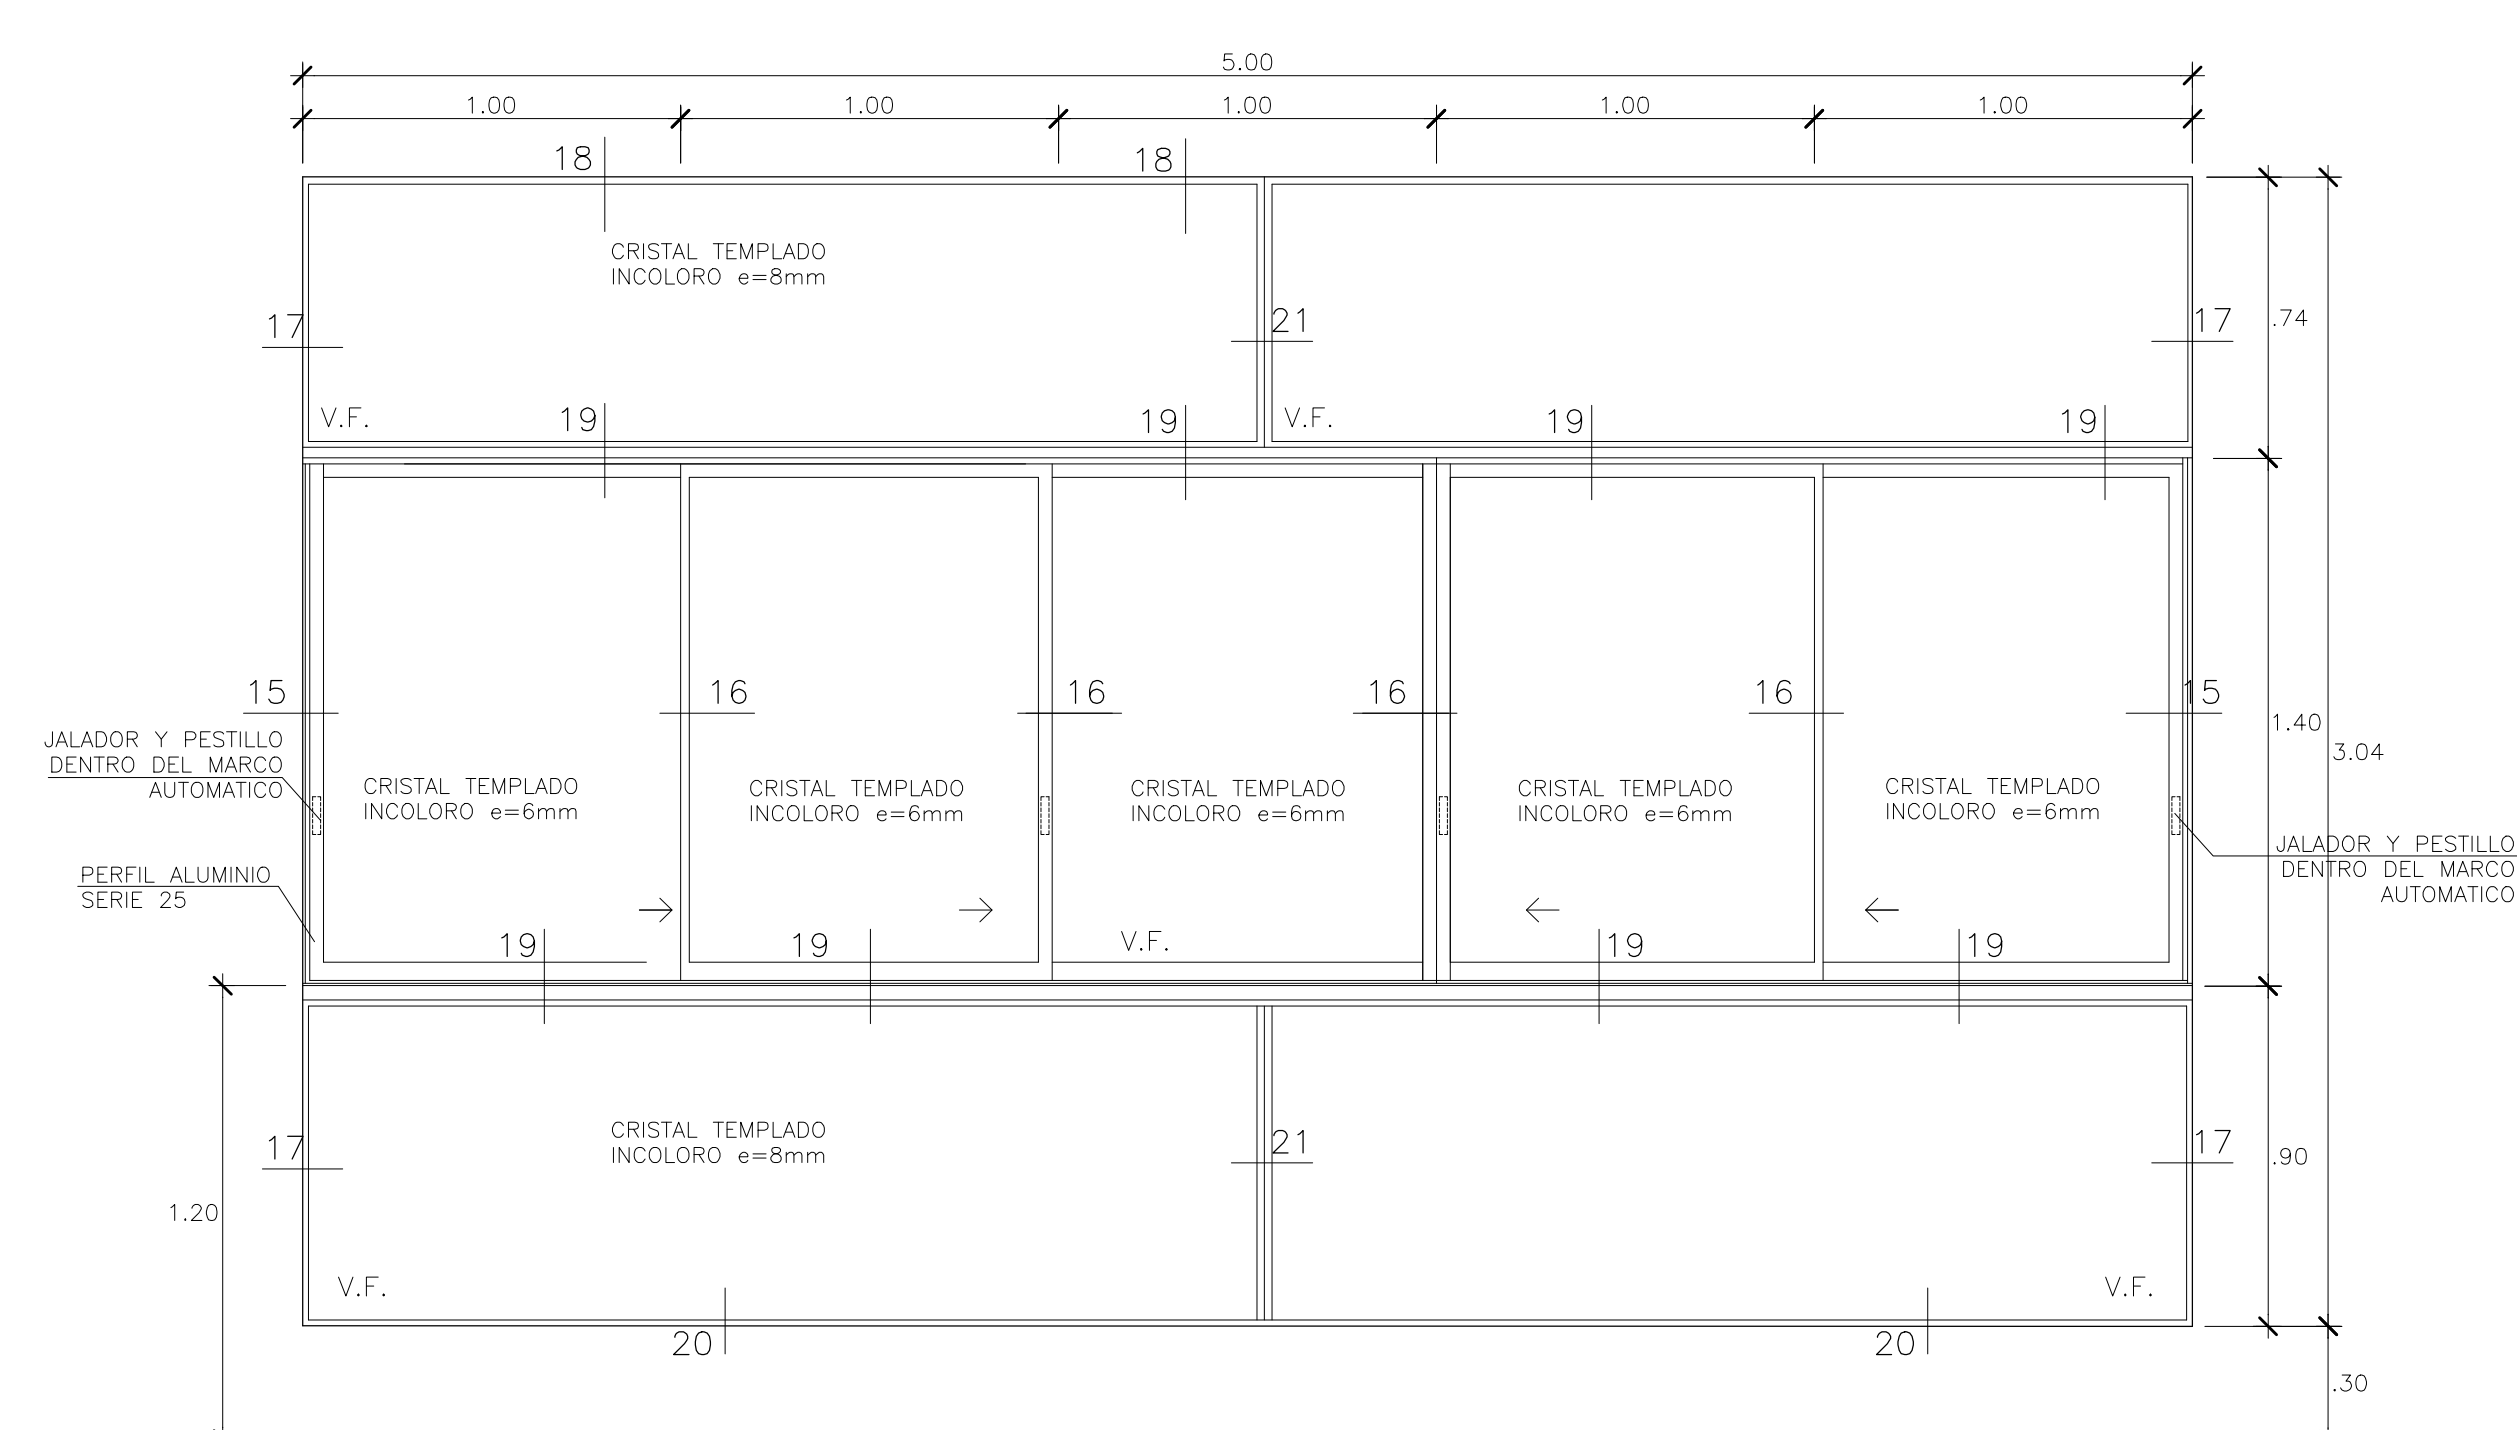 5.00
1.00 1.00 1.00 1.00 1.00
18 18
CRISTAL TEMPLADO
INCOLORO e=8mm
17 21 17 .74
V.F. 19 19 V.F. 19 19
15 16 16 16 16 15
1.40
3.04
JALADOR Y PESTILLO
DENTRO DEL MARCO
AUTOMATICO
CRISTAL TEMPLADO
INCOLORO e=6mm
CRISTAL TEMPLADO
INCOLORO e=6mm
CRISTAL TEMPLADO
INCOLORO e=6mm
CRISTAL TEMPLADO
INCOLORO e=6mm
CRISTAL TEMPLADO
INCOLORO e=6mm
JALADOR Y PESTILLO
DENTRO DEL MARCO
AUTOMATICO
PERFIL ALUMINIO
SERIE 25
19 19 V.F. 19 19
CRISTAL TEMPLADO
INCOLORO e=8mm
17 21 17 .90
1.20
V.F. V.F.
20 20
.30